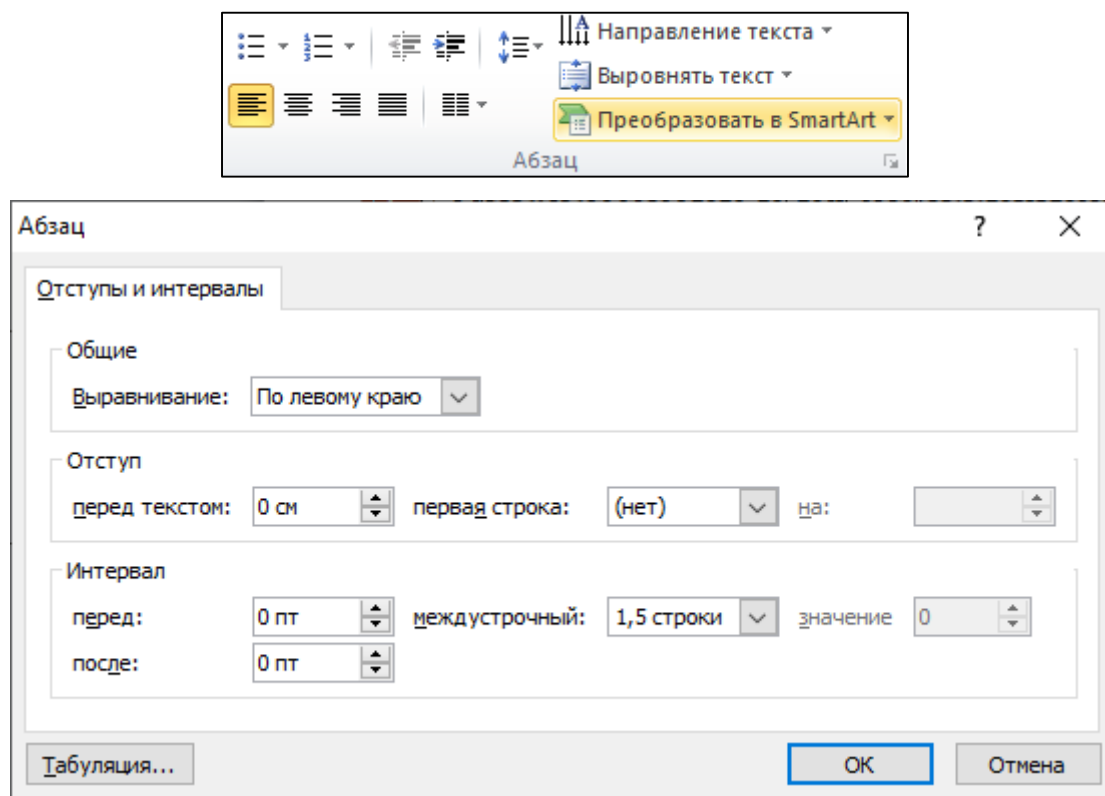 Направление текста
Выровнять текст
Преобразовать в SmartArt
Абзац
Абзац ?
Отступы и интервалы
Общие
Выравнивание: По левому краю
Отступ
перед текстом: 0 см первая строка: (нет) на:
Интервал
перед: 0 пт междустрочный: 1,5 строки значение 0
после: 0 пт
Табуляция... ОК Отмена